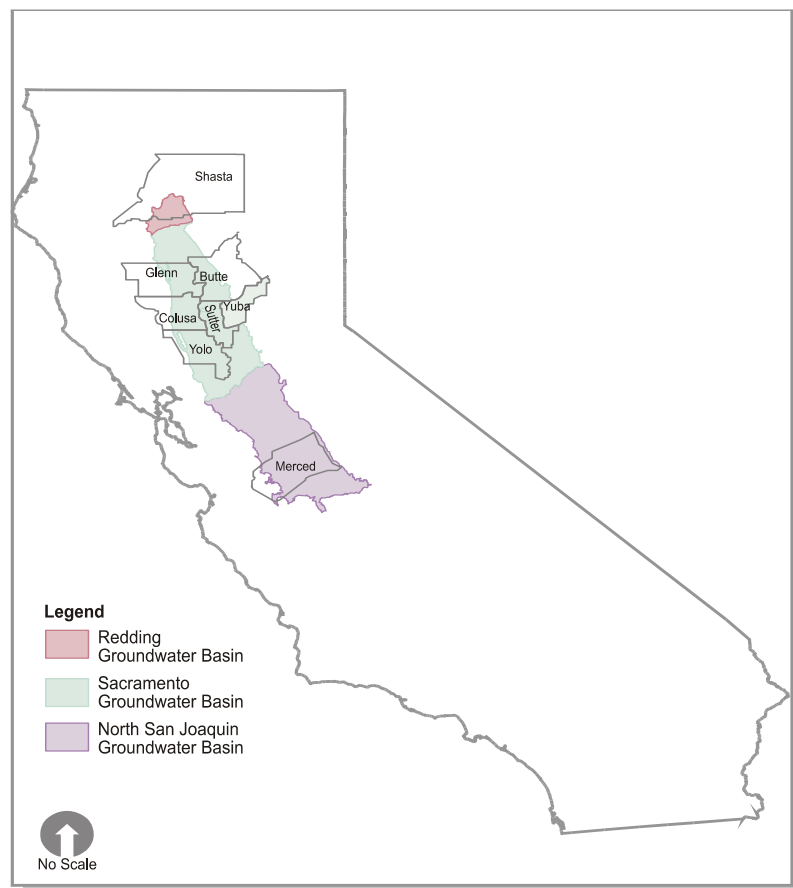 Shasta
Glenn
Butte
Colusa
Sutter
Yuba
Yolo
Merced
Legend
Redding
Groundwater Basin
Sacramento
Groundwater Basin
North San Joaquin
Groundwater Basin
No Scale